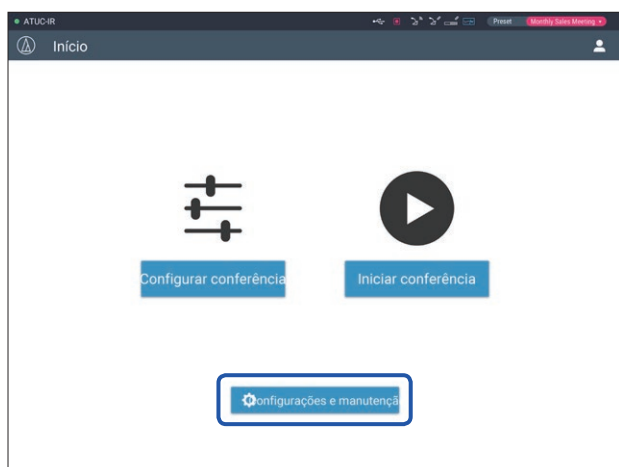 ATUC-IR
Preset Monthly Sales Meeting
Início
Configurar conferência
Iniciar conferência
onfigurações e manutençã